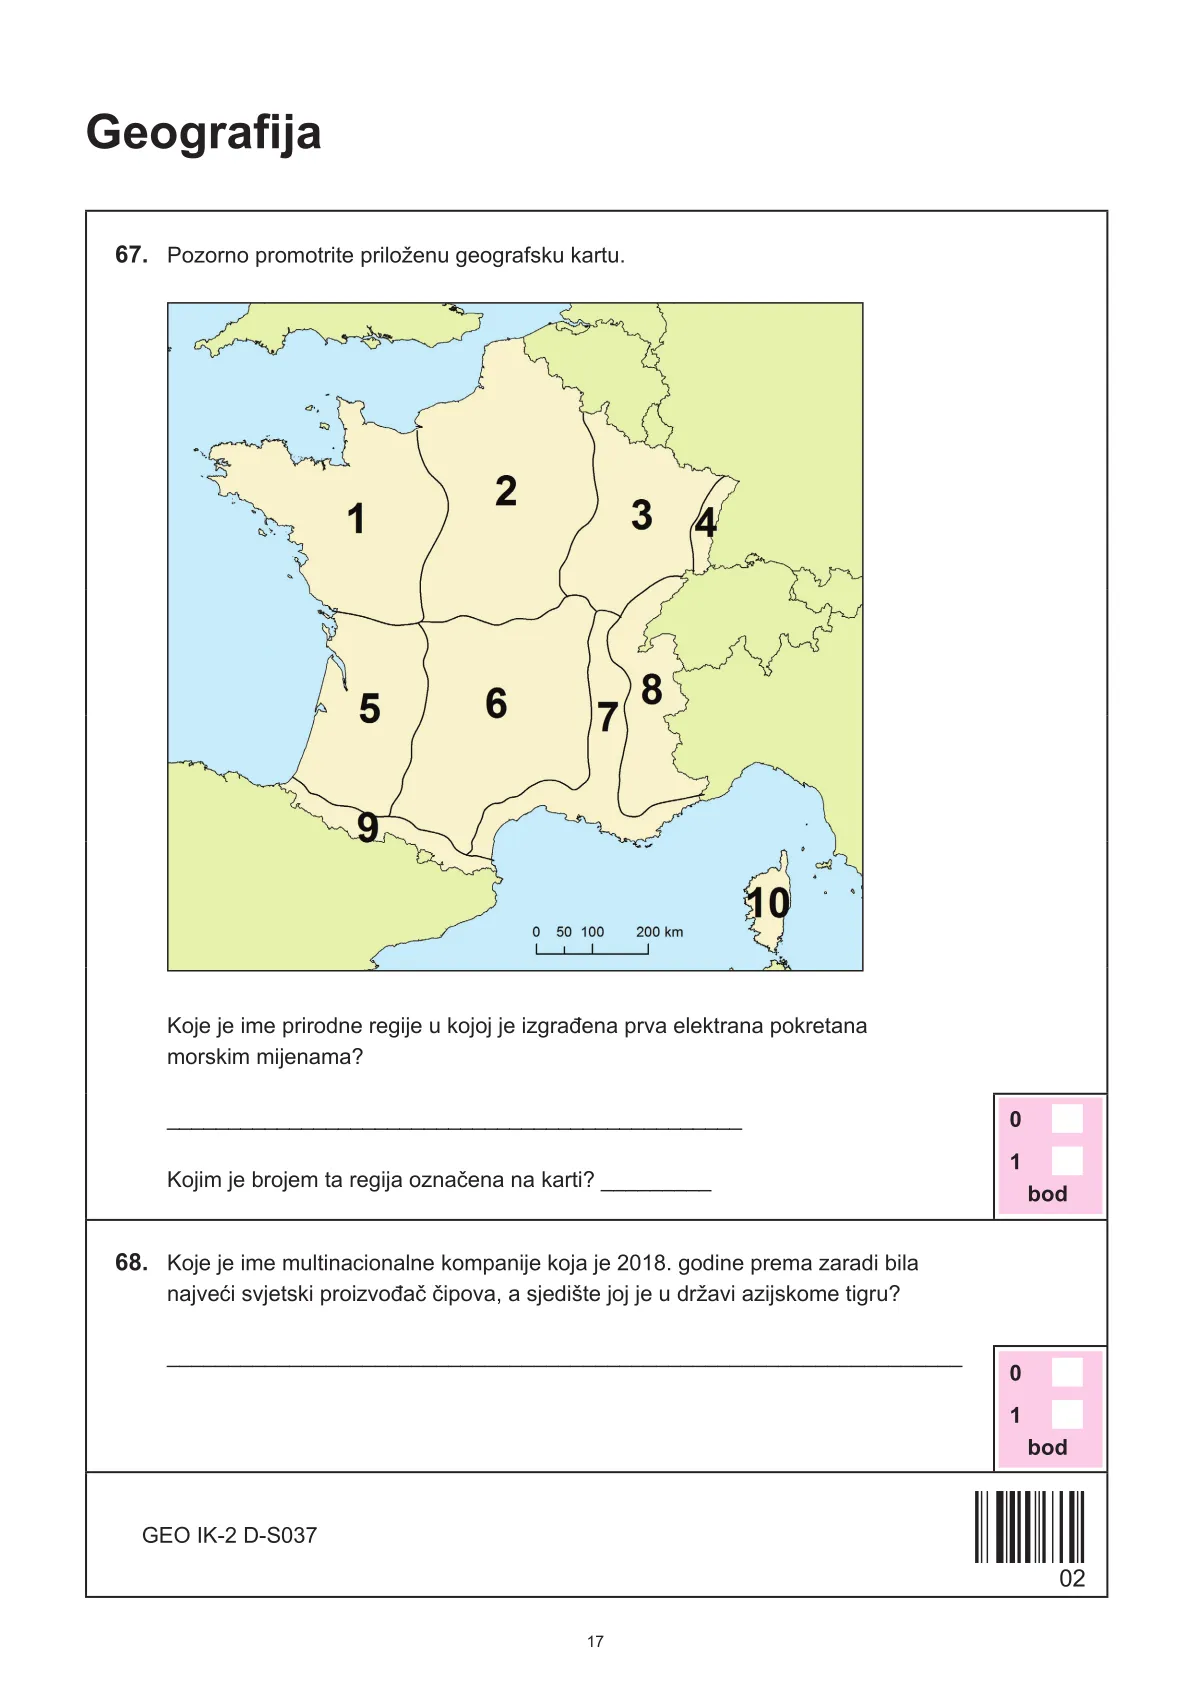 Geografija
67. Pozorno promotrite priloženu geografsku kartu.
1
2
3
4
5
6
7
8
9
10
0 50 100 200 km
Koje je ime prirodne regije u kojoj je izgrađena prva elektrana pokretana
morskim mijenama?
_______________________________________________
Kojim je brojem ta regija označena na karti? _________
0
1
bod
68. Koje je ime multinacionalne kompanije koja je 2018. godine prema zaradi bila
najveći svjetski proizvođač čipova, a sjedište joj je u državi azijskome tigru?
_________________________________________________________________
0
1
bod
GEO IK-2 D-S037
02
17